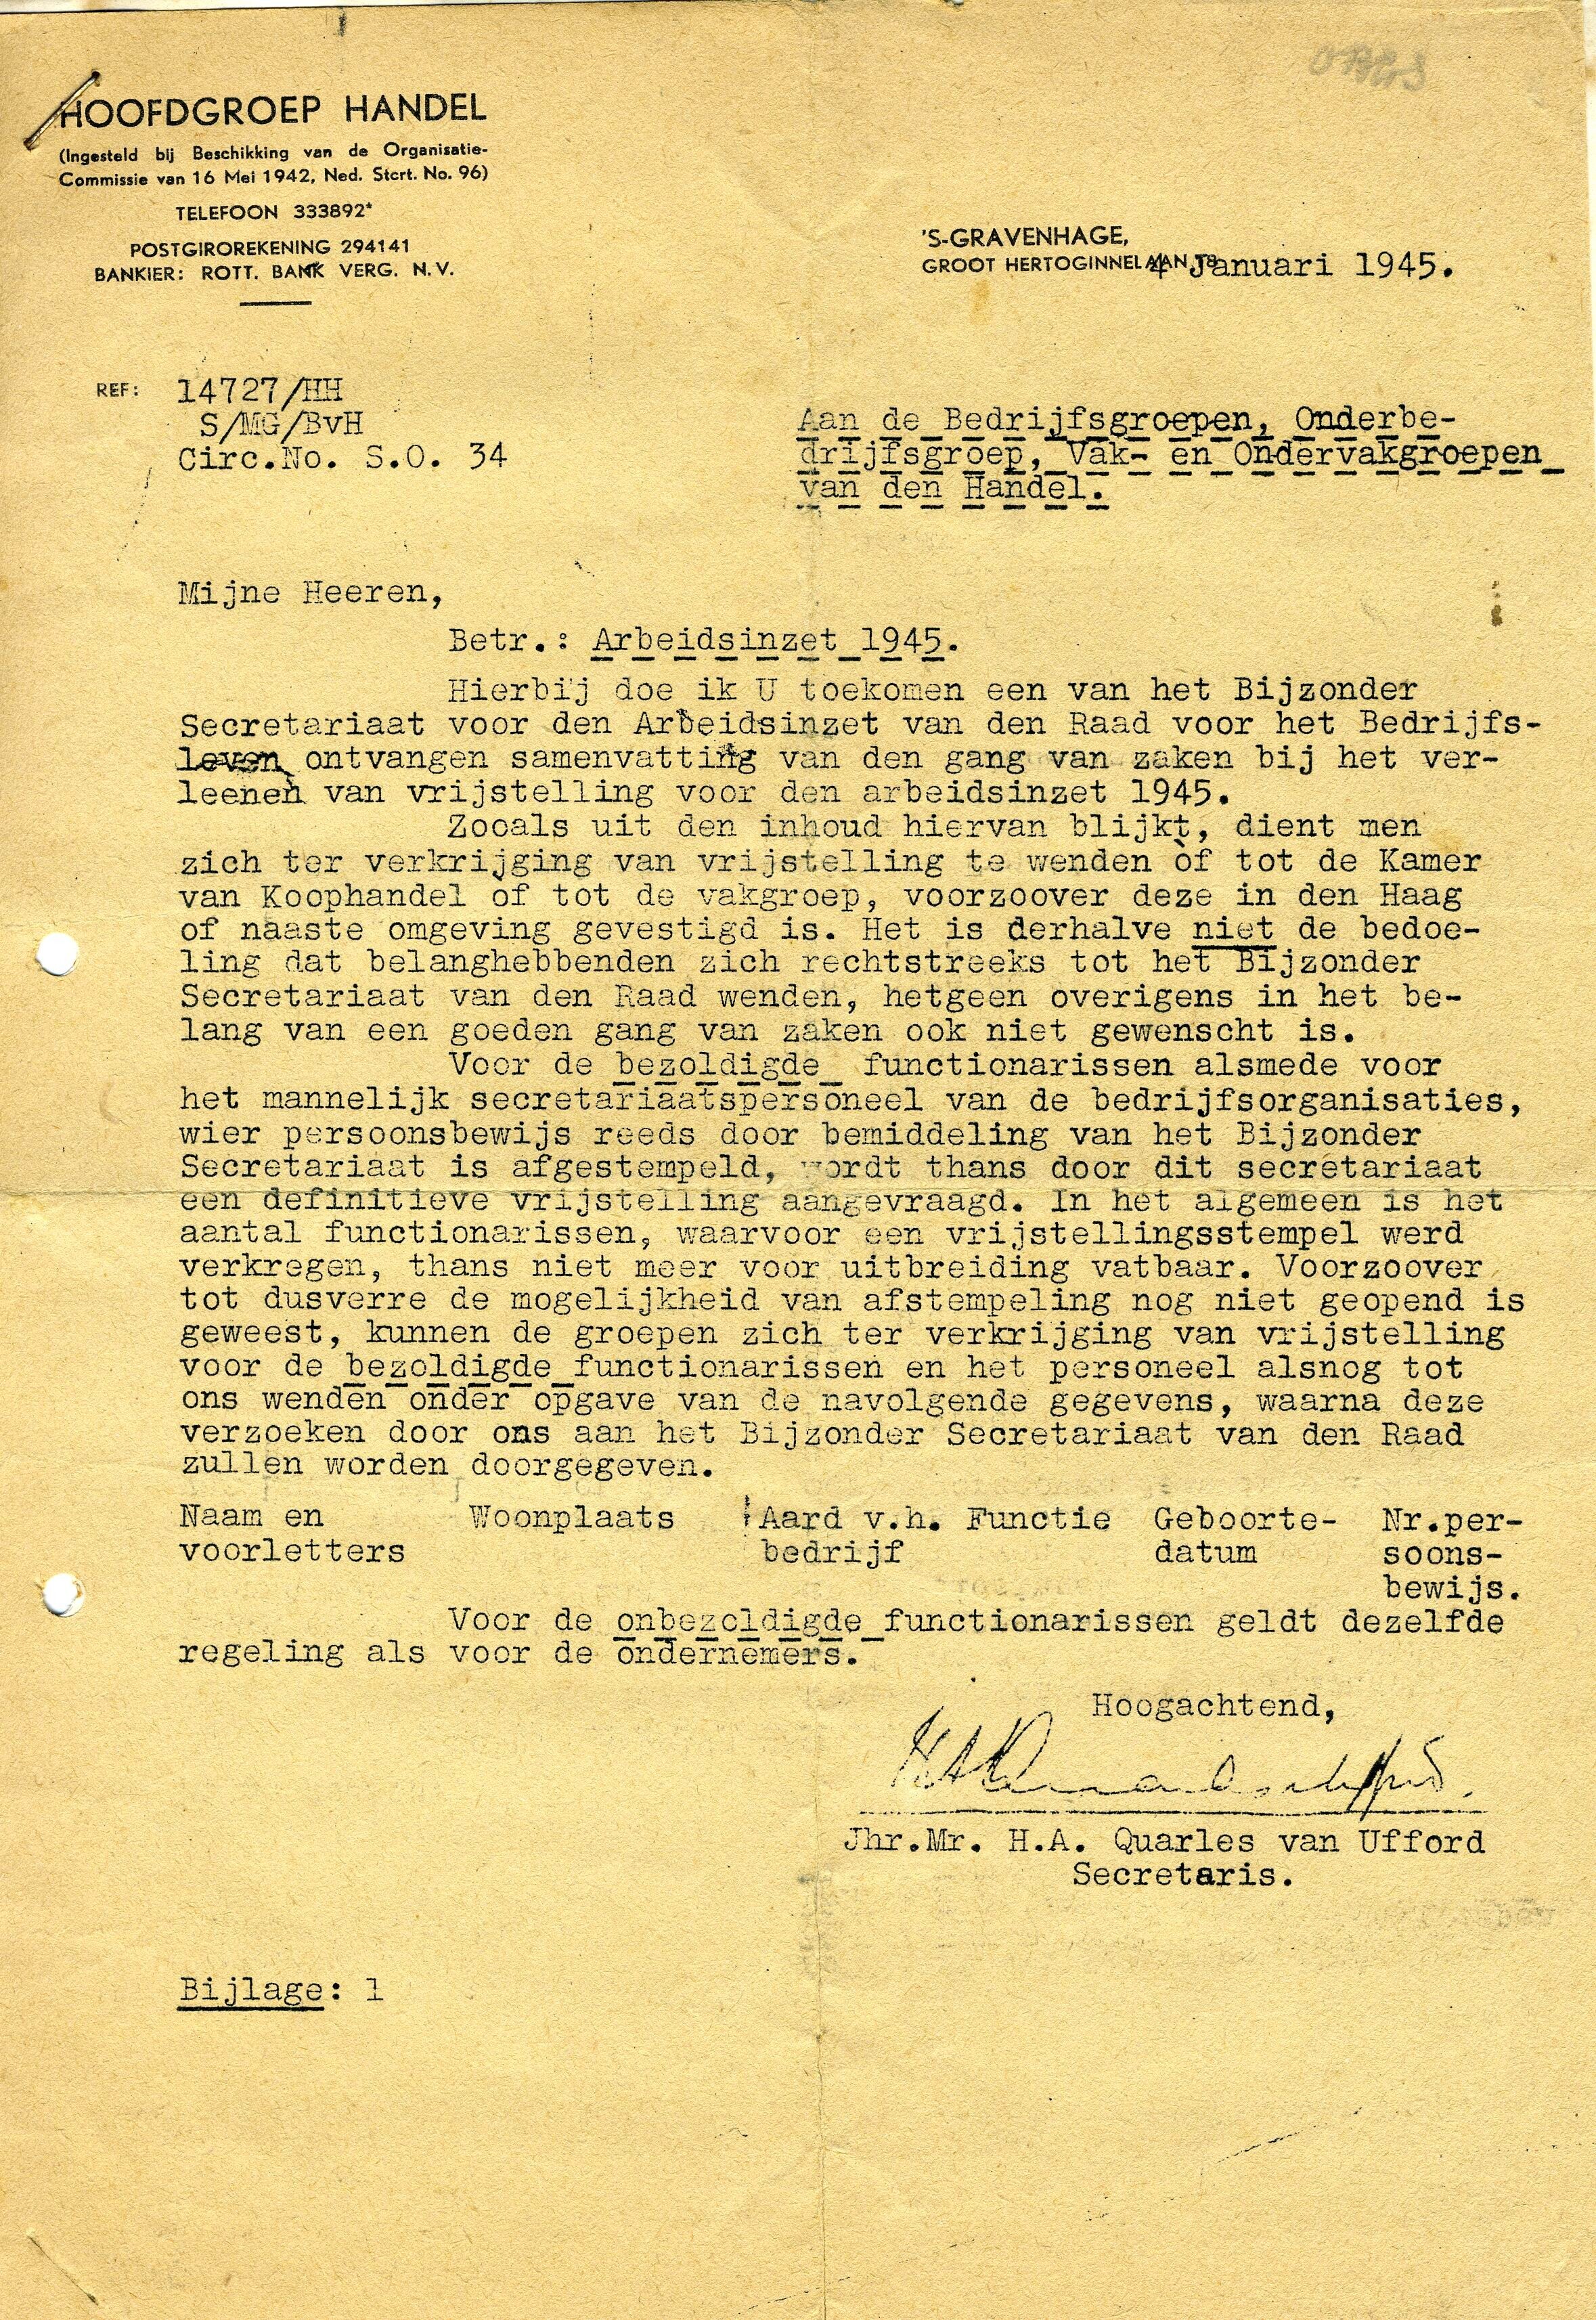 HOOFDGROEP HANDEL
(Ingesteld bij Beschikking van de Organisatie-
Commissie van 16 Mei 1942, Ned. Stcrt. No. 96)
TELEFOON 333892*
POSTGIROREKENING 294141
BANKIER: ROTT. BANK VERG. N.V.
'S-GRAVENHAGE,
GROOT HERTOGINNELAAN
4 Januari 1945.
REF: 14727/HH
S/MG/BvH
Circ.No. S.O. 34
Aan de Bedrijfsgroepen, Onderbe-
drijfsgroep, Vak- en Ondervakgroepen
van den Handel.
Mijne Heeren,
Betr.: Arbeidsinzet 1945.
Hierbij doe ik U toekomen een van het Bijzonder
Secretariaat voor den Arbeidsinzet van den Raad voor het Bedrijfs-
leven ontvangen samenvatting van den gang van zaken bij het ver-
leenen van vrijstelling voor den arbeidsinzet 1945.
Zooals uit den inhoud hiervan blijkt, dient men
zich ter verkrijging van vrijstelling te wenden òf tot de Kamer
van Koophandel of tot de vakgroep, voorzoover deze in den Haag
of naaste omgeving gevestigd is. Het is derhalve niet de bedoe-
ling dat belanghebbenden zich rechtstreeks tot het Bijzonder
Secretariaat van den Raad wenden, hetgeen overigens in het be-
lang van een goeden gang van zaken ook niet gewenscht is.
Voor de bezoldigde functionarissen alsmede voor
het mannelijk secretariaatspersoneel van de bedrijfsorganisaties,
wier persoonsbewijs reeds door bemiddeling van het Bijzonder
Secretariaat is afgestempeld, wordt thans door dit secretariaat
een definitieve vrijstelling aangevraagd. In het algemeen is het
aantal functionarissen, waarvoor een vrijstellingsstempel werd
verkregen, thans niet meer voor uitbreiding vatbaar. Voorzoover
tot dusverre de mogelijkheid van afstempeling nog niet geopend is
geweest, kunnen de groepen zich ter verkrijging van vrijstelling
voor de bezoldigde functionarissen en het personeel alsnog tot
ons wenden onder opgave van de navolgende gegevens, waarna deze
verzoeken door ons aan het Bijzonder Secretariaat van den Raad
zullen worden doorgegeven.
Naam en Woonplaats Aard v.h. Functie Geboorte- Nr.per-
voorletters bedrijf datum soons-
bewijs.
Voor de onbezoldigde functionarissen geldt dezelfde
regeling als voor de ondernemers.
Hoogachtend,
Jhr.Mr. H.A. Quarles van Ufford
Secretaris.
Bijlage: 1